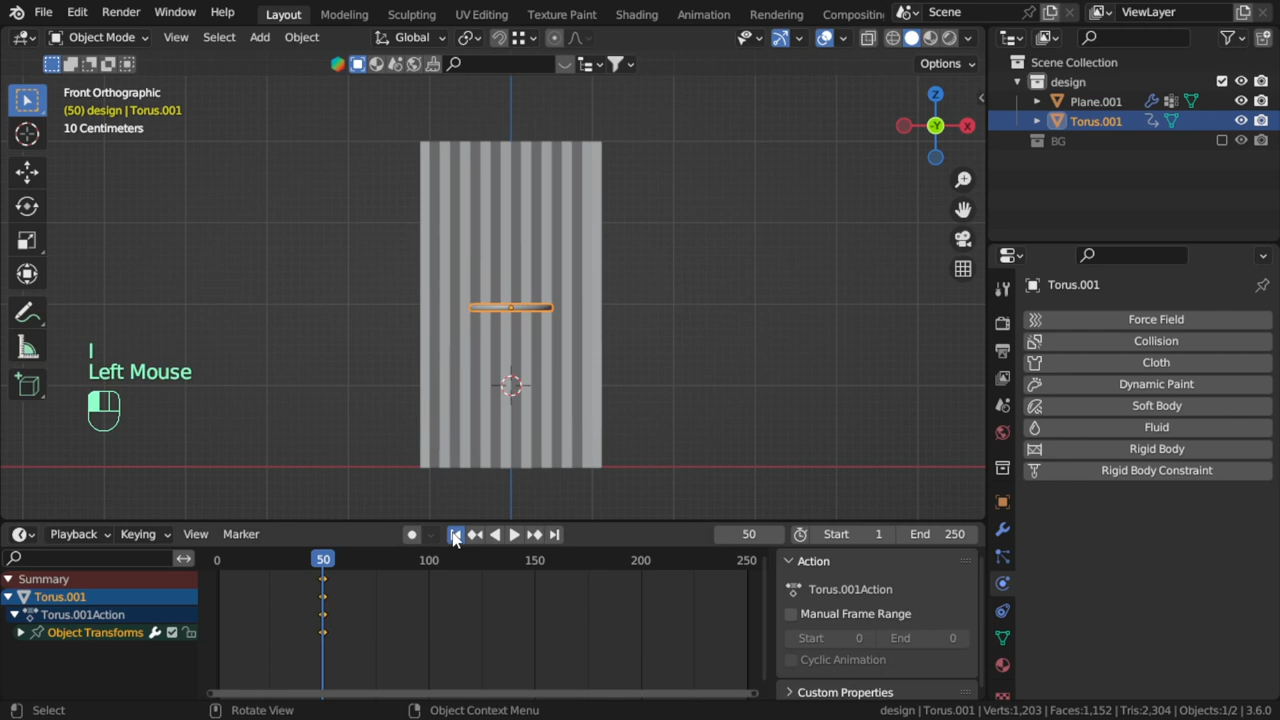 File Edit Render Window Help Layout Modeling Sculpting UV Editing Texture Paint Shading Animation Rendering Compositin Scene ViewLayer
Object Mode View Select Add Object Global
Options
Front Orthographic
(50) design | Torus.001
10 Centimeters
Z
X
-Y
I
Left Mouse
Scene Collection
design
Plane.001
Torus.001
BG
Torus.001
Force Field
Collision
Cloth
Dynamic Paint
Soft Body
Fluid
Rigid Body
Rigid Body Constraint
Playback Keying View Marker 50 Start 1 End 250
0 50 100 150 200 250
Summary
Torus.001
Torus.001Action
Object Transforms
Action
Torus.001Action
Manual Frame Range
Start 0 End 0
Cyclic Animation
Custom Properties
Select Rotate View Object Context Menu design | Torus.001 | Verts:1,203 | Faces:1,152 | Tris:2,304 | Objects:1/2 | 3.6.0